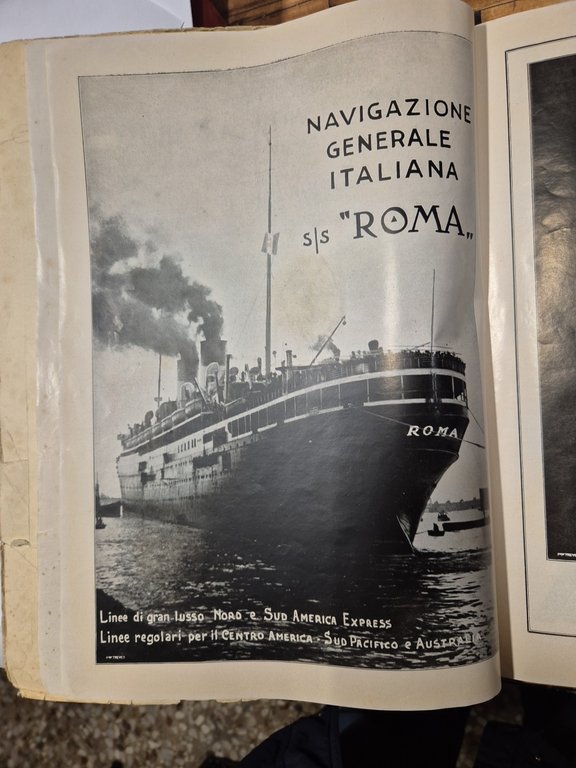 NAVIGAZIONE
GENERALE
ITALIANA
s|s "ROMA„
ROMA
Linee di gran lusso NORD e SUD AMERICA EXPRESS
Linee regolari per il CENTRO AMERICA - SUD PACIFICO e AUSTRALIA